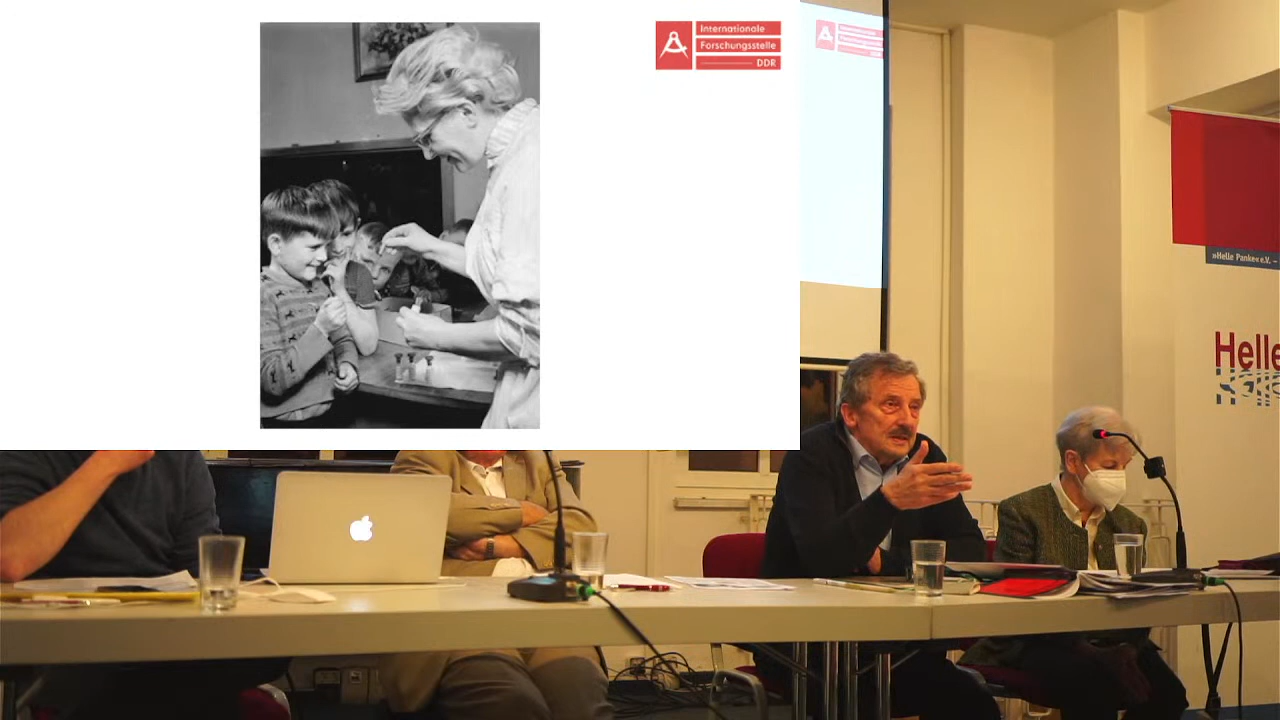 Internationale
Forschungsstelle
DDR
»Helle Panke« e.V. –
Helle